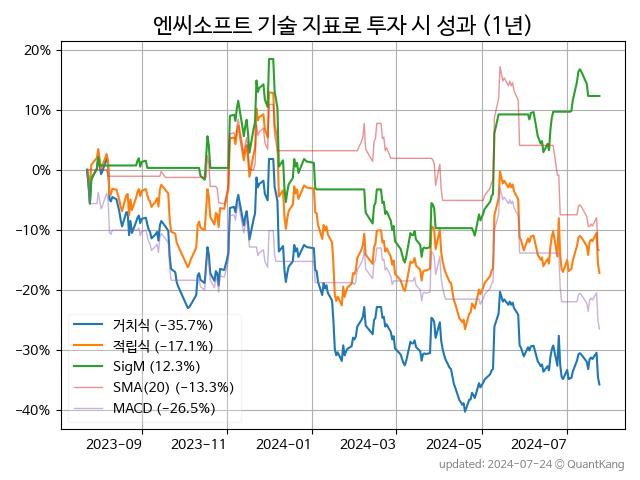 엔씨소프트 기술 지표로 투자 시 성과 (1년)
20%
10%
0%
−10%
−20%
−30%
−40%
거치식 (−35.7%)
적립식 (−17.1%)
SigM (12.3%)
SMA(20) (−13.3%)
MACD (−26.5%)
2023-09
2023-11
2024-01
2024-03
2024-05
2024-07
updated: 2024-07-24 © QuantKang